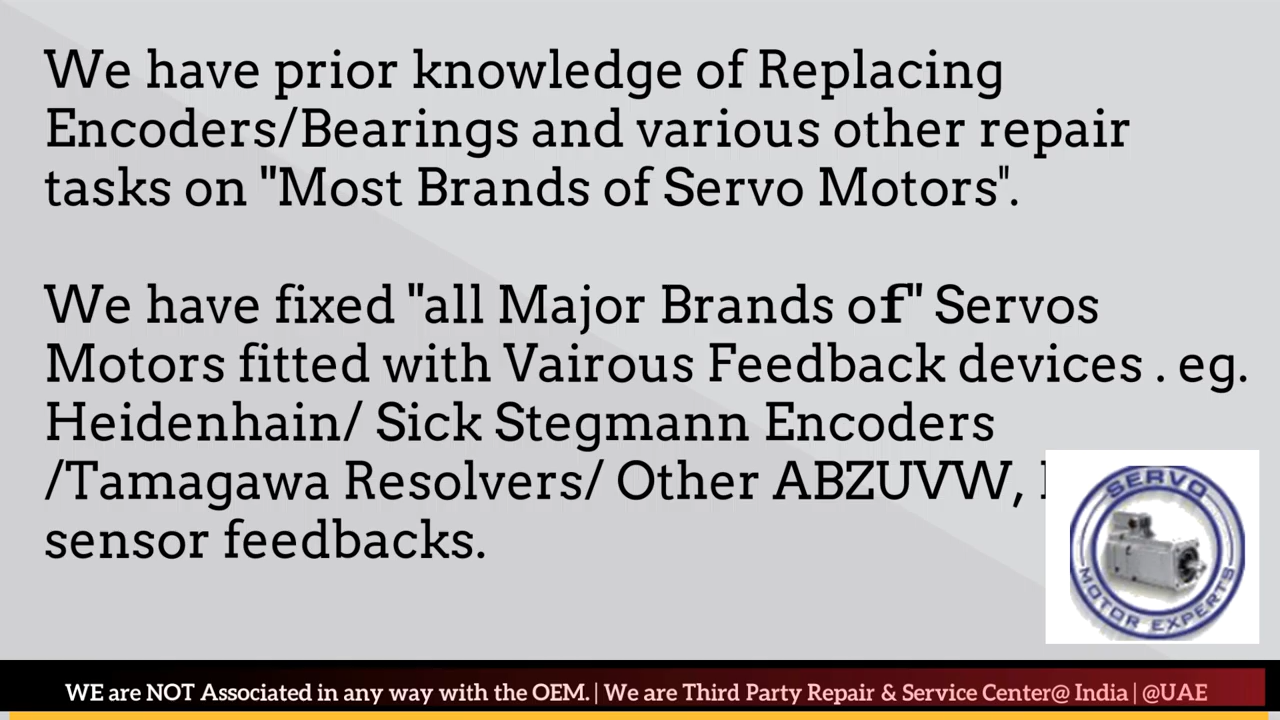 We have prior knowledge of Replacing
Encoders/Bearings and various other repair
tasks on "Most Brands of Servo Motors".
We have fixed "all Major Brands of" Servos
Motors fitted with Vairous Feedback devices . eg.
Heidenhain/ Sick Stegmann Encoders
/Tamagawa Resolvers/ Other ABZUVW,
sensor feedbacks.
SERVO
MOTOR EXPERTS
WE are NOT Associated in any way with the OEM. | We are Third Party Repair & Service Center@ India | @UAE